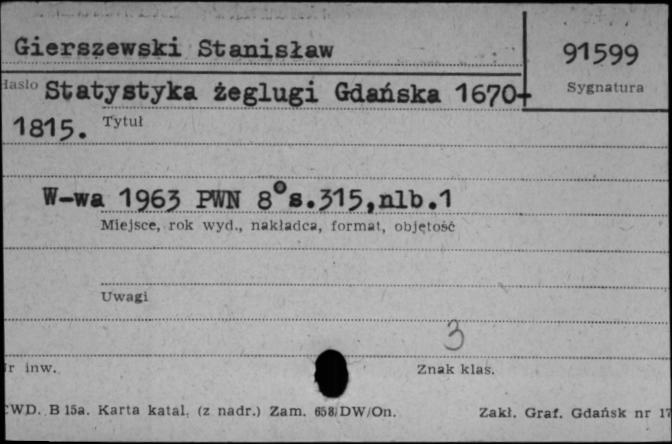 Gierszewski Stanisław
91599
Hasło
Sygnatura
Statystyka żeglugi Gdańska 1670-
1815.
Tytuł
W-wa 1963 PWN 8° s.315,nlb.1
Miejsce, rok wyd., nakładca, format, objętość
Uwagi
3
Nr inw.
Znak klas.
CWD. B 15a. Karta katal. (z nadr.) Zam. 658/DW/On.
Zakł. Graf. Gdańsk nr 17